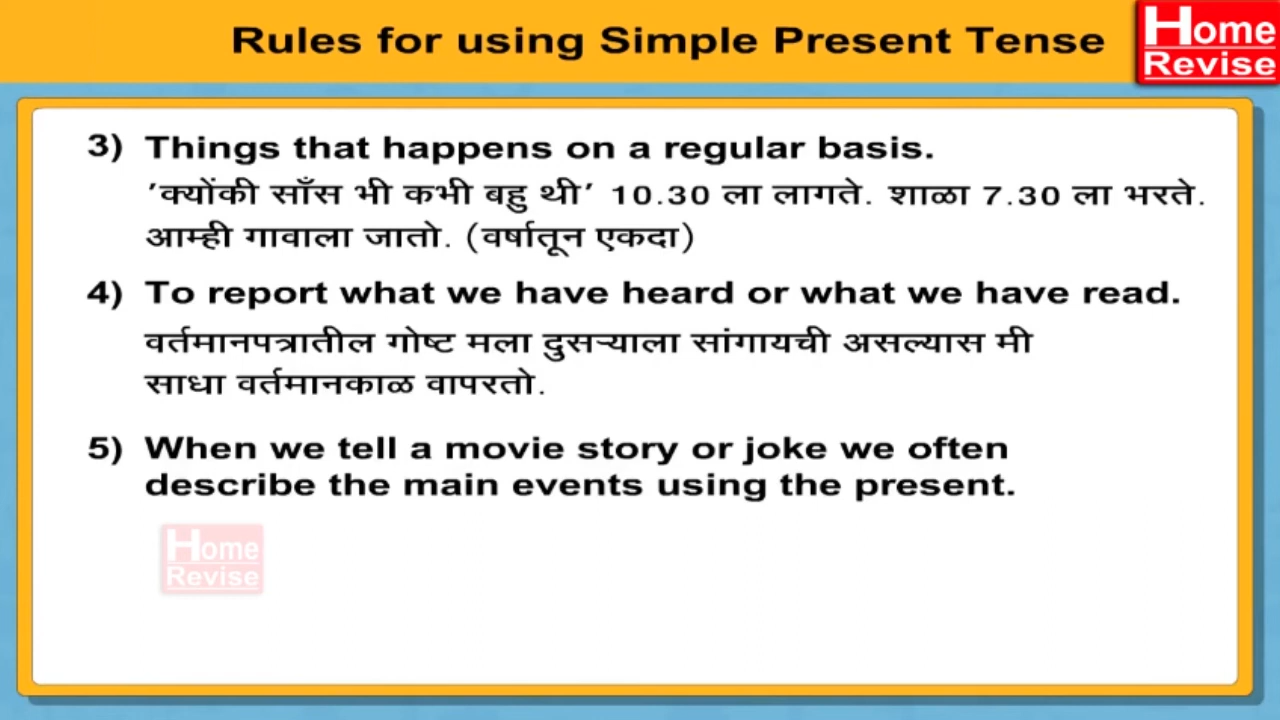 Rules for using Simple Present Tense
Home
Revise
3) Things that happens on a regular basis.
'क्योंकी साँस भी कभी बहु थी' 10.30 ला लागते. शाळा 7.30 ला भरते.
आम्ही गावाला जातो. (वर्षातून एकदा)
4) To report what we have heard or what we have read.
वर्तमानपत्रातील गोष्ट मला दुसऱ्याला सांगायची असल्यास मी
साधा वर्तमानकाळ वापरतो.
5) When we tell a movie story or joke we often
describe the main events using the present.
Home
Revise